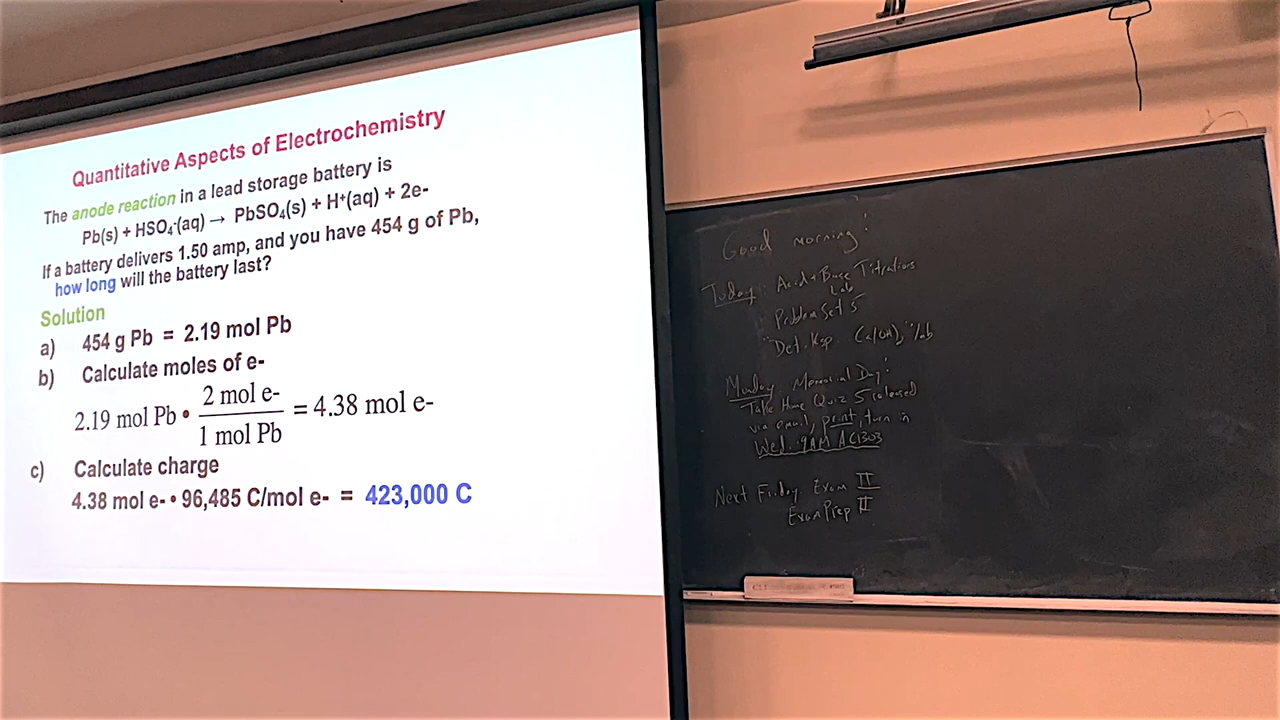 Quantitative Aspects of Electrochemistry
The anode reaction in a lead storage battery is
Pb(s) + HSO₄⁻(aq) → PbSO₄(s) + H⁺(aq) + 2e-
If a battery delivers 1.50 amp, and you have 454 g of Pb,
how long will the battery last?
Solution
a) 454 g Pb = 2.19 mol Pb
b) Calculate moles of e-
2.19 mol Pb • 2 mol e- / 1 mol Pb = 4.38 mol e-
c) Calculate charge
4.38 mol e- • 96,485 C/mol e- = 423,000 C
Good morning!
Today: Acid + Base Titrations
Lab
Problem Set 5
"Det. Ksp Ca(OH)₂" lab
Monday Memorial Day!
Take Home Quiz 5 released
via email, print, turn in
Wed. 9AM AC1303
Next Friday Exam II
Exam Prep II